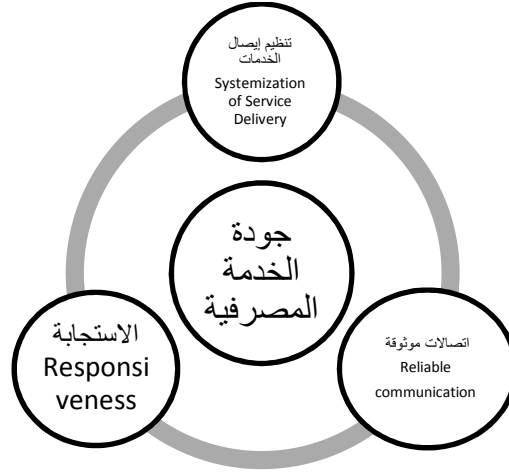 تنظيم إيصال
الخدمات
Systemization
of Service
Delivery
جودة
الخدمة
المصرفية
الاستجابة
Responsi
veness
اتصالات موثوقة
Reliable
communication